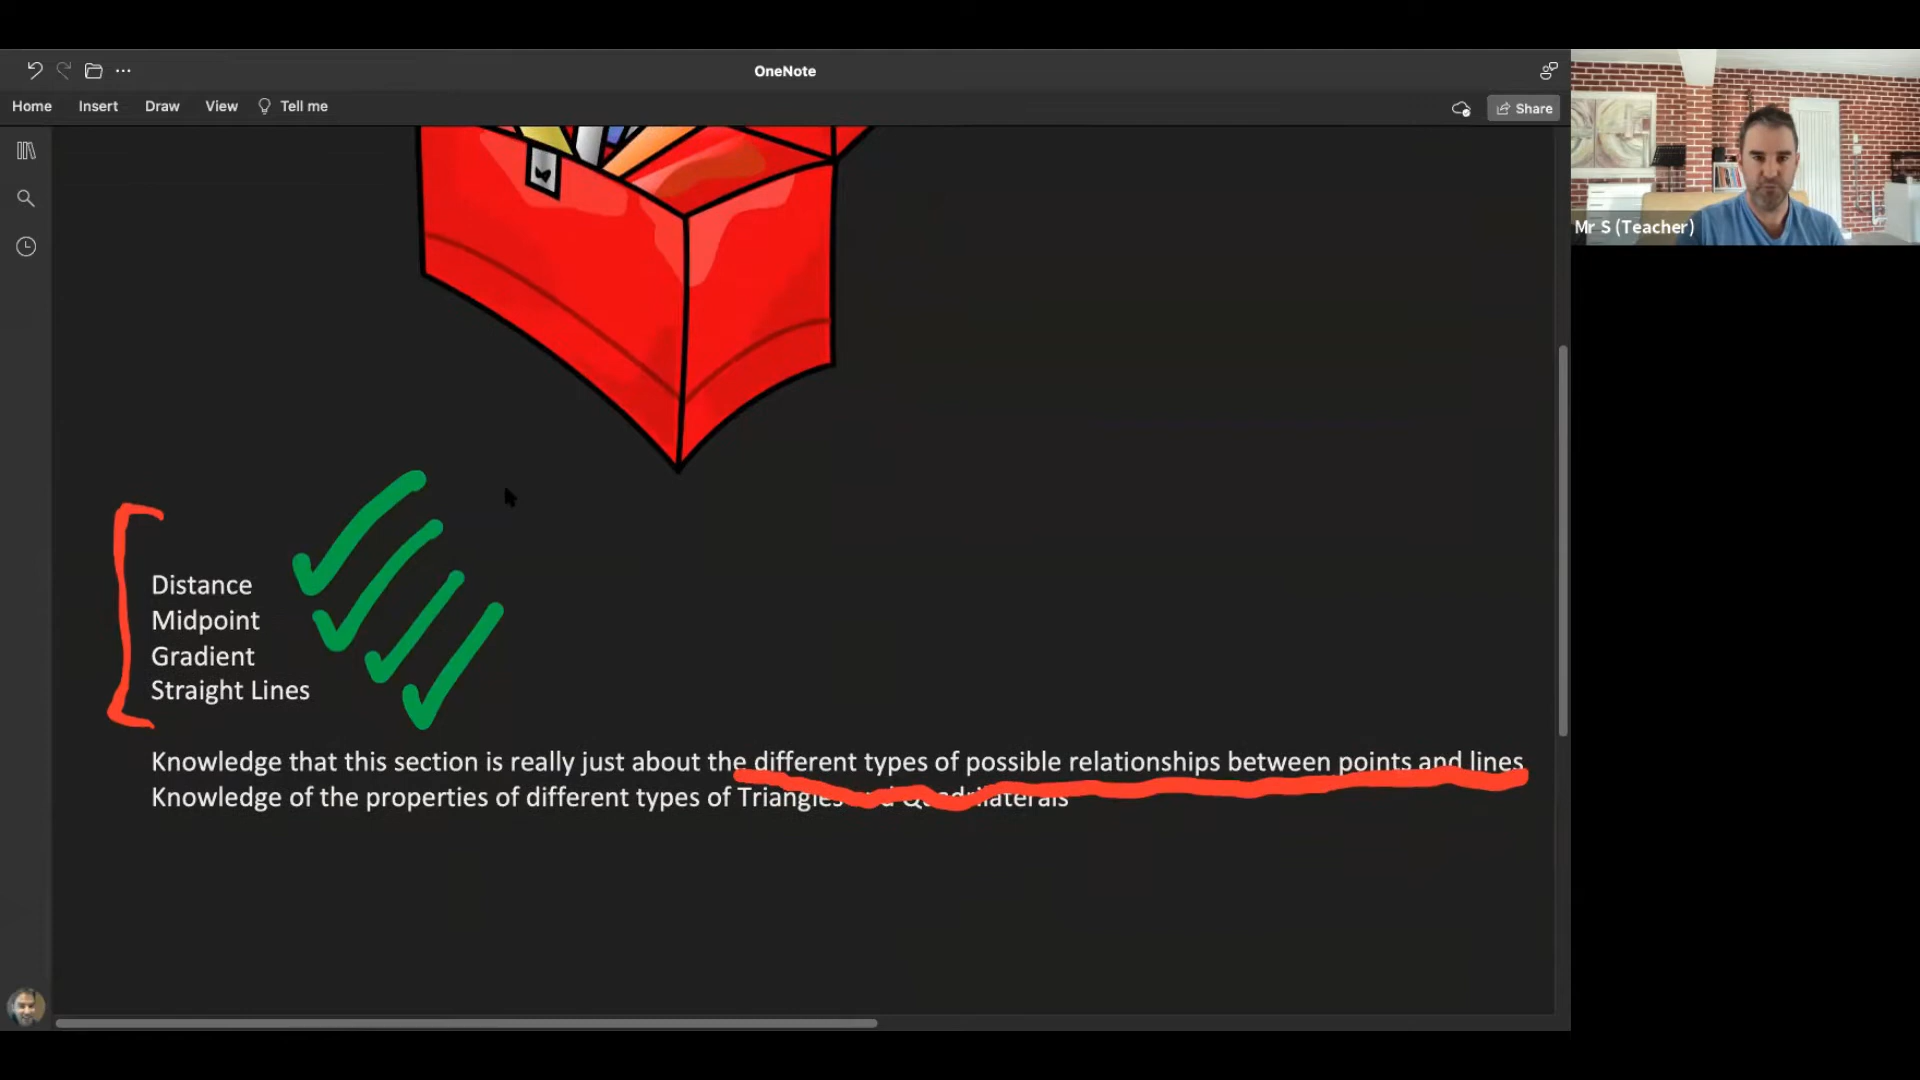 OneNote
Home Insert Draw View Tell me Share
Mr S (Teacher)
Distance
Midpoint
Gradient
Straight Lines
Knowledge that this section is really just about the different types of possible relationships between points and lines
Knowledge of the properties of different types of Triangles and Quadrilaterals